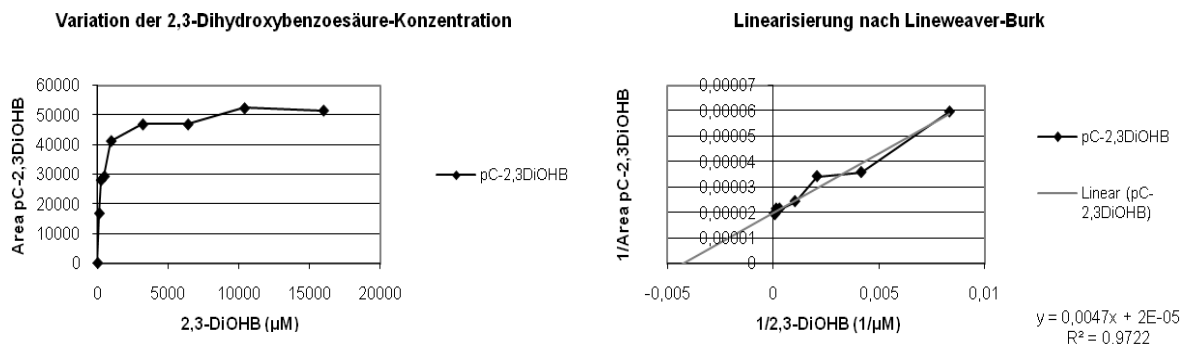 Variation der 2,3-Dihydroxybenzoesäure-Konzentration
Area pC-2,3DiOHB
60000
50000
40000
30000
20000
10000
0
0 5000 10000 15000 20000
2,3-DiOHB (µM)
pC-2,3DiOHB
Linearisierung nach Lineweaver-Burk
1/Area pC-2,3DiOHB
0,00007
0,00006
0,00005
0,00004
0,00003
0,00002
0,00001
0
-0,005 0 0,005 0,01
1/2,3-DiOHB (1/µM)
pC-2,3DiOHB
Linear (pC-
2,3DiOHB)
y = 0,0047x + 2E-05
R² = 0,9722